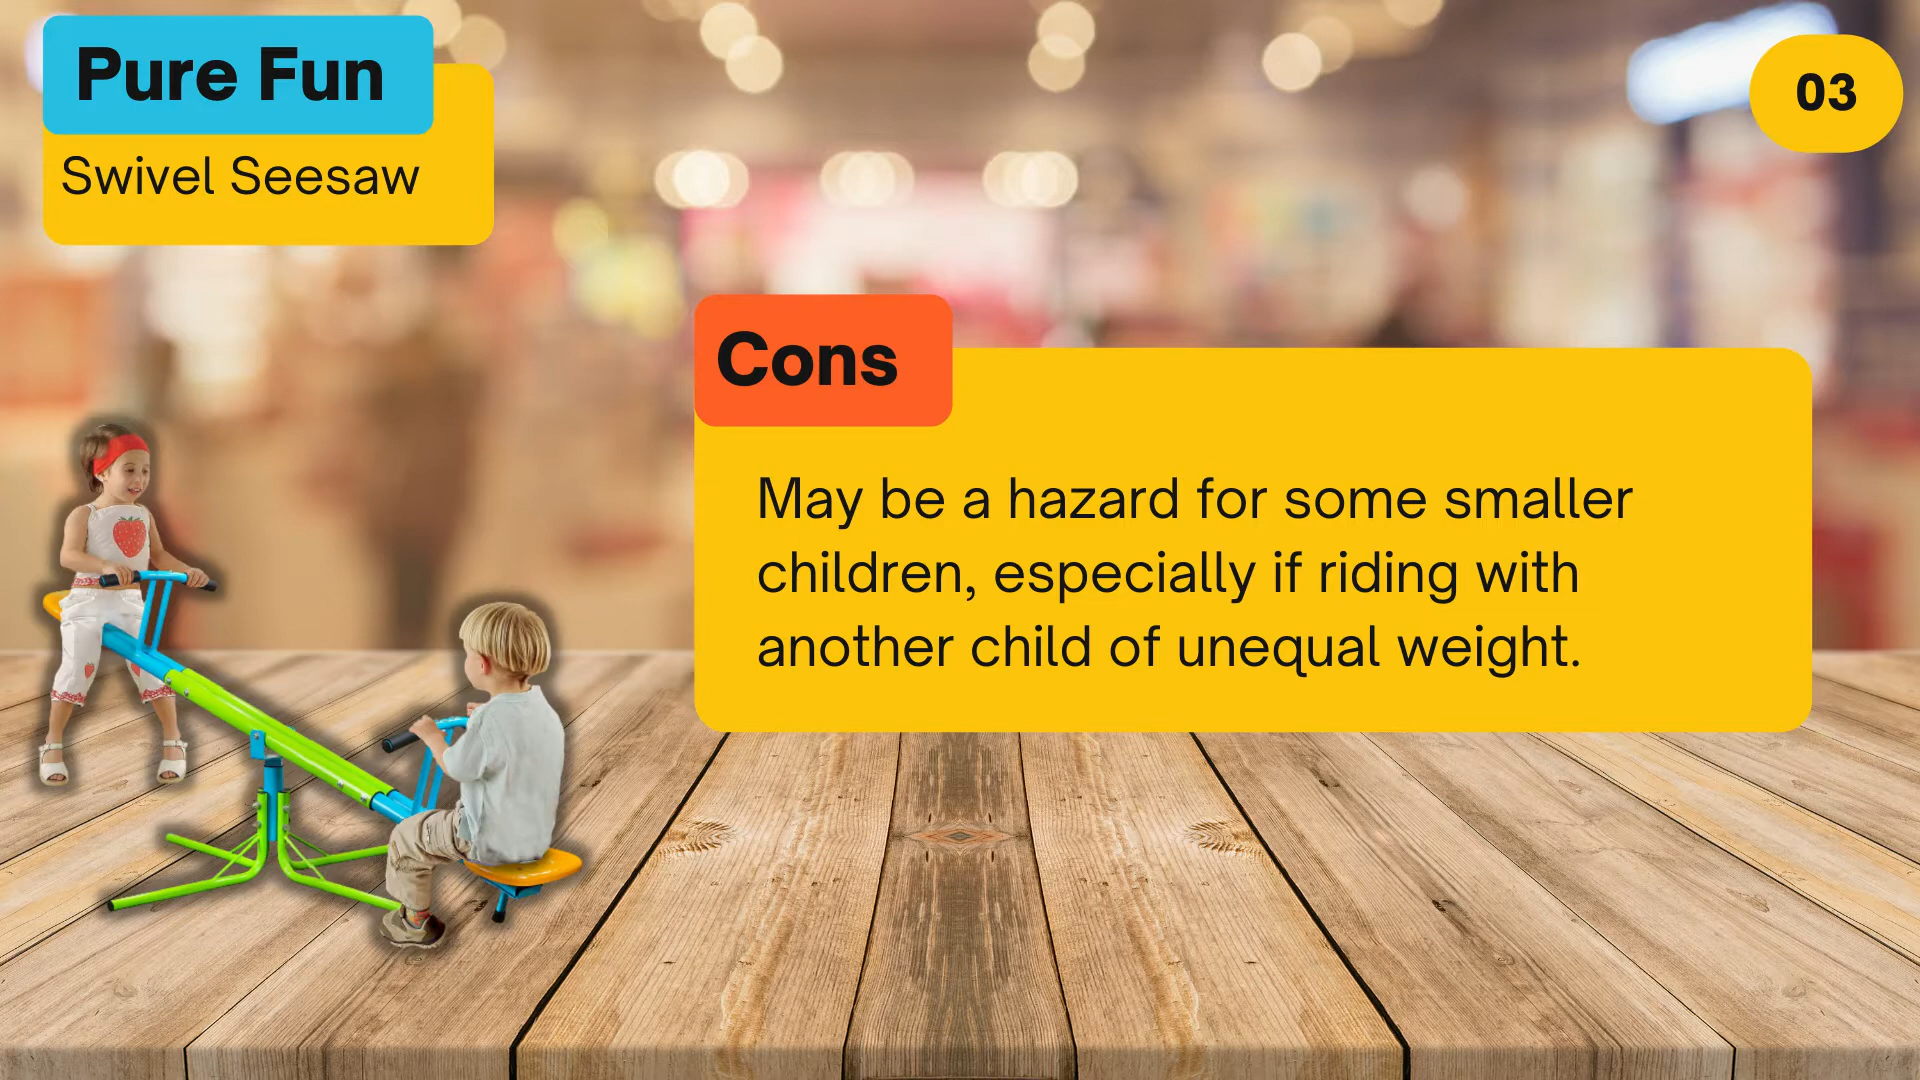 Pure Fun
Swivel Seesaw
03
Cons
May be a hazard for some smaller
children, especially if riding with
another child of unequal weight.